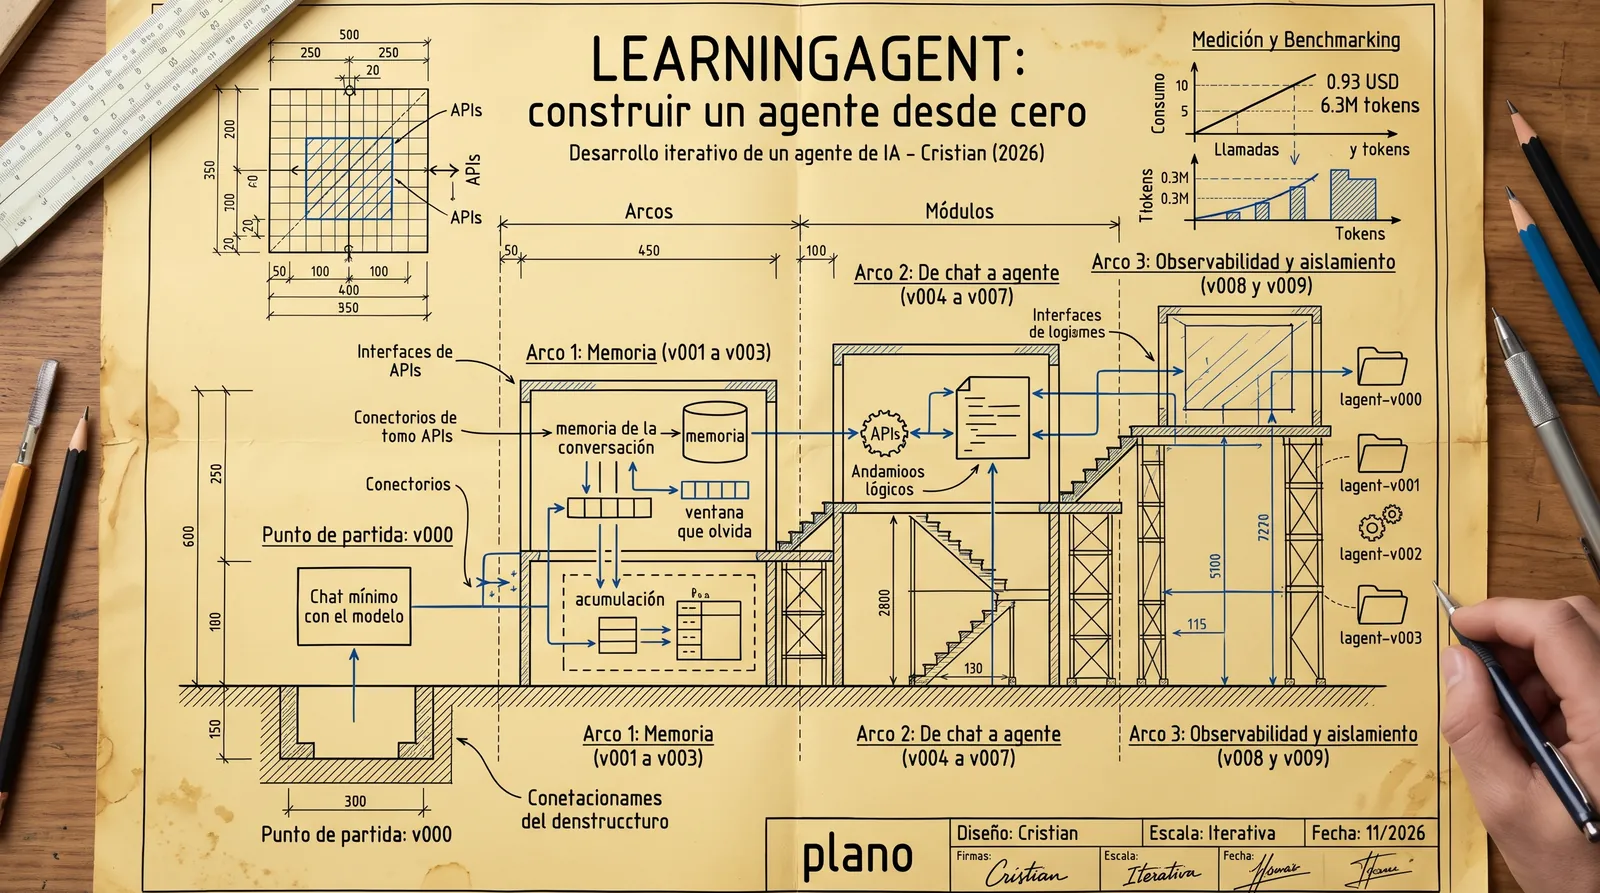 LEARNINGAGENT:
construir un agente desde cero
Desarrollo iterativo de un agente de IA – Cristian (2026)
500
250
250
20
200
350
60
100
20
20
APIs
APIs
APIs
50
100
100
400
350
Medición y Benchmarking
Consumo
10
5
0.93 USD
6.3M tokens
Llamadas
y tokens
0.3M
0.3M
Tokens
Arcos
Módulos
50
450
100
Arco 2: De chat a agente
(v004 a v007)
Arco 3: Observabilidad y aislamiento
(v008 y v009)
Interfaces de
APIs
Arco 1: Memoria (v001 a v003)
Interfaces
Conectorios de
tomo APIs
memoria de la
conversación
memoria
APIs
Andamioos
lógicos
lagent-v000
Conectorios
ventana
que olvida
lagent-v001
250
600
Punto de partida: v000
lagent-v002
Chat mínimo
con el modelo
acumulación
2800
5100
7220
115
130
lagent-v003
150
Arco 1: Memoria
(v001 a v003)
Arco 2: De chat a agente
(v004 a v007)
Arco 3: Observabilidad y aislamiento
(v008 y v009)
300
Conetacionames
del denstruccturo
Punto de partida: v000
plano
Diseño: Cristian
Escala: Iterativa
Fecha: 11/2026
Firmas:
Cristian
Escala:
Iterativa
Fecha: